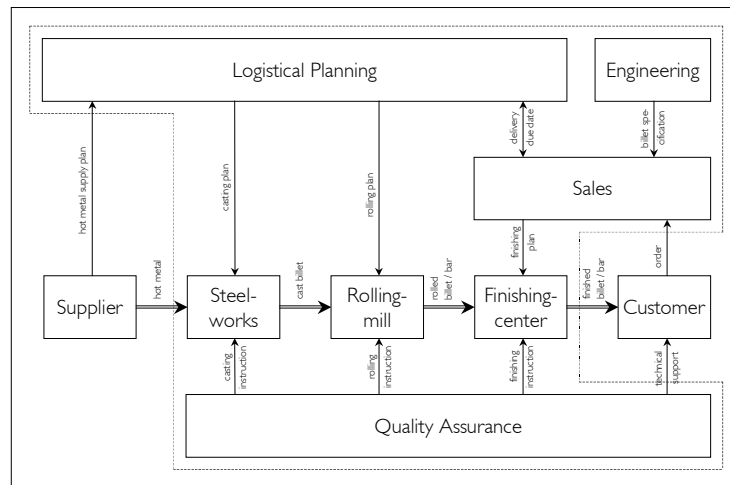 Logistical Planning
Engineering
hot metal supply plan
casting plan
rolling plan
delivery
due date
billet spe-
cification
Sales
finishing
plan
order
Supplier
hot metal
Steel-
works
cast billet
Rolling-
mill
rolled
billet / bar
Finishing-
center
finished
billet / bar
Customer
casting
instruction
rolling
instruction
finishing
instruction
technical
support
Quality Assurance